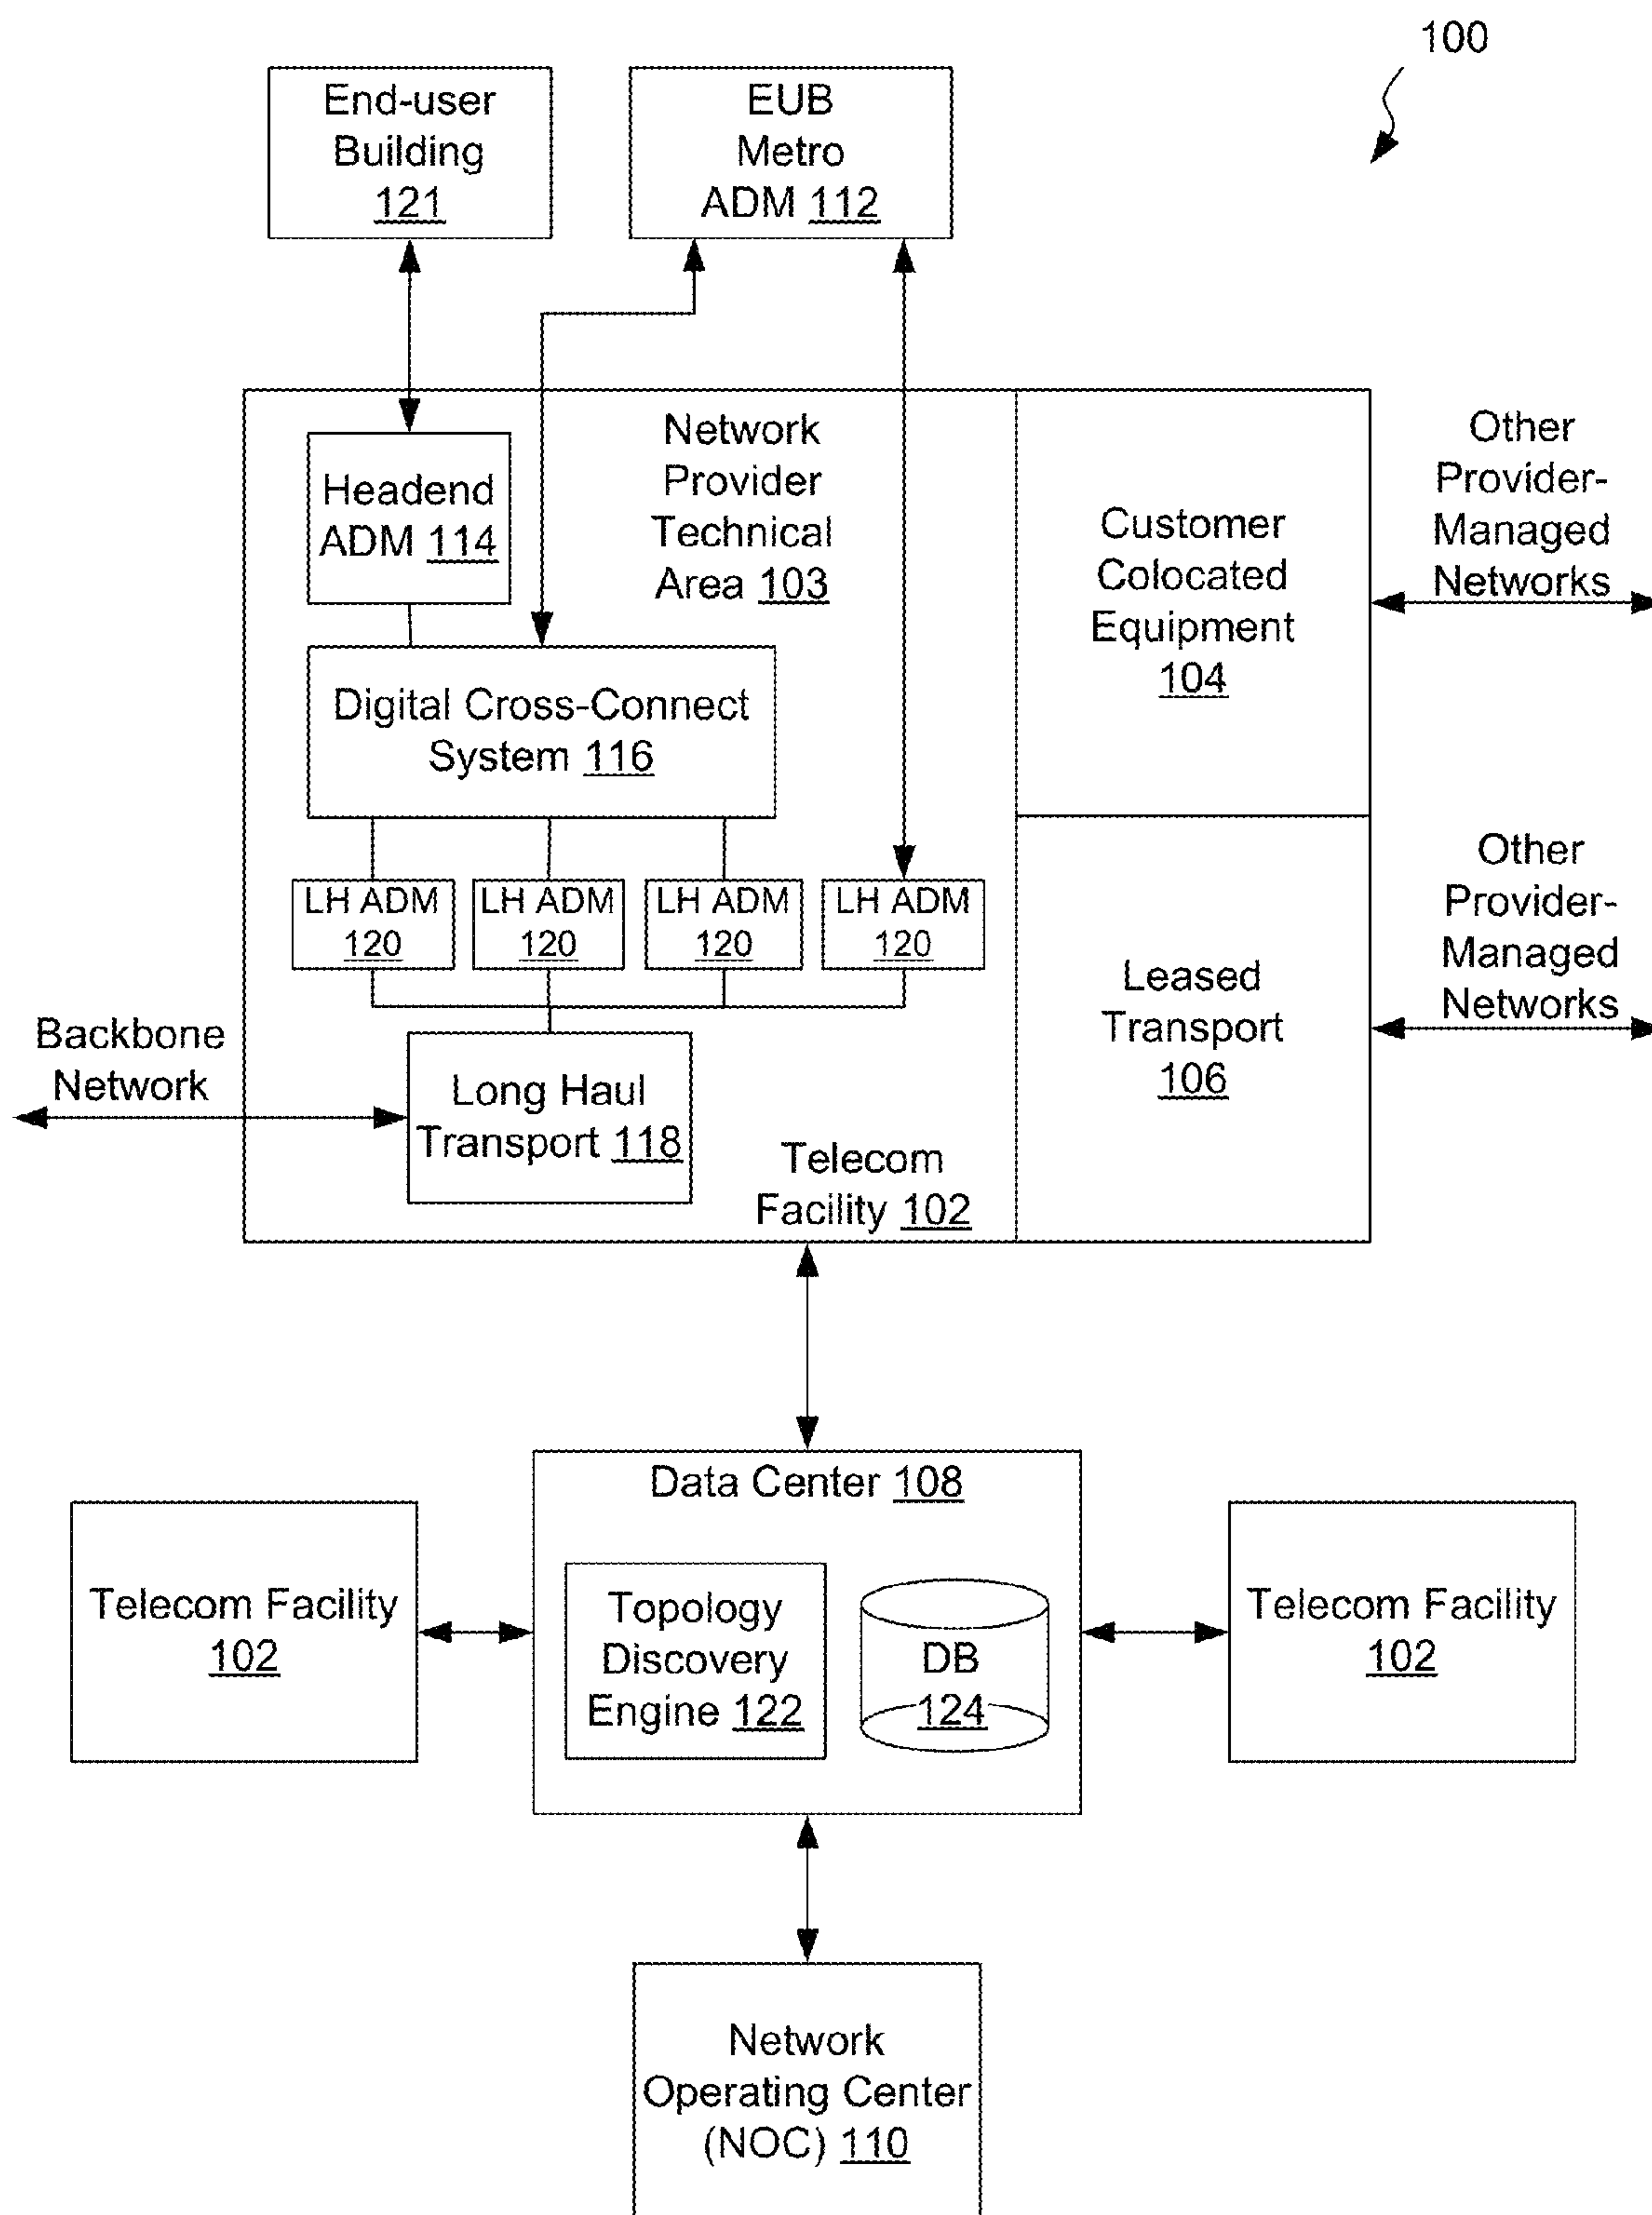 100
End-user
Building
121
EUB
Metro
ADM 112
Network
Provider
Technical
Area 103
Headend
ADM 114
Customer
Colocated
Equipment
104
Other
Provider-
Managed
Networks
Digital Cross-Connect
System 116
LH ADM
120
LH ADM
120
LH ADM
120
LH ADM
120
Leased
Transport
106
Other
Provider-
Managed
Networks
Backbone
Network
Long Haul
Transport 118
Telecom
Facility 102
Data Center 108
Telecom Facility
102
Topology
Discovery
Engine 122
DB
124
Telecom Facility
102
Network
Operating Center
(NOC) 110